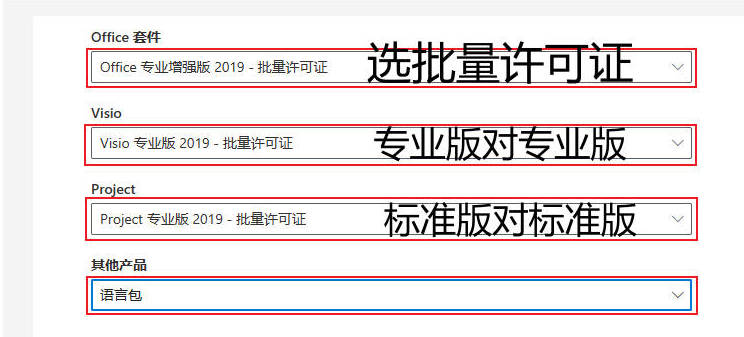 Office 套件
Office 专业增强版 2019 - 批量许可证 选批量许可证
Visio
Visio 专业版 2019 - 批量许可证 专业版对专业版
Project
Project 专业版 2019 - 批量许可证 标准版对标准版
其他产品
语言包